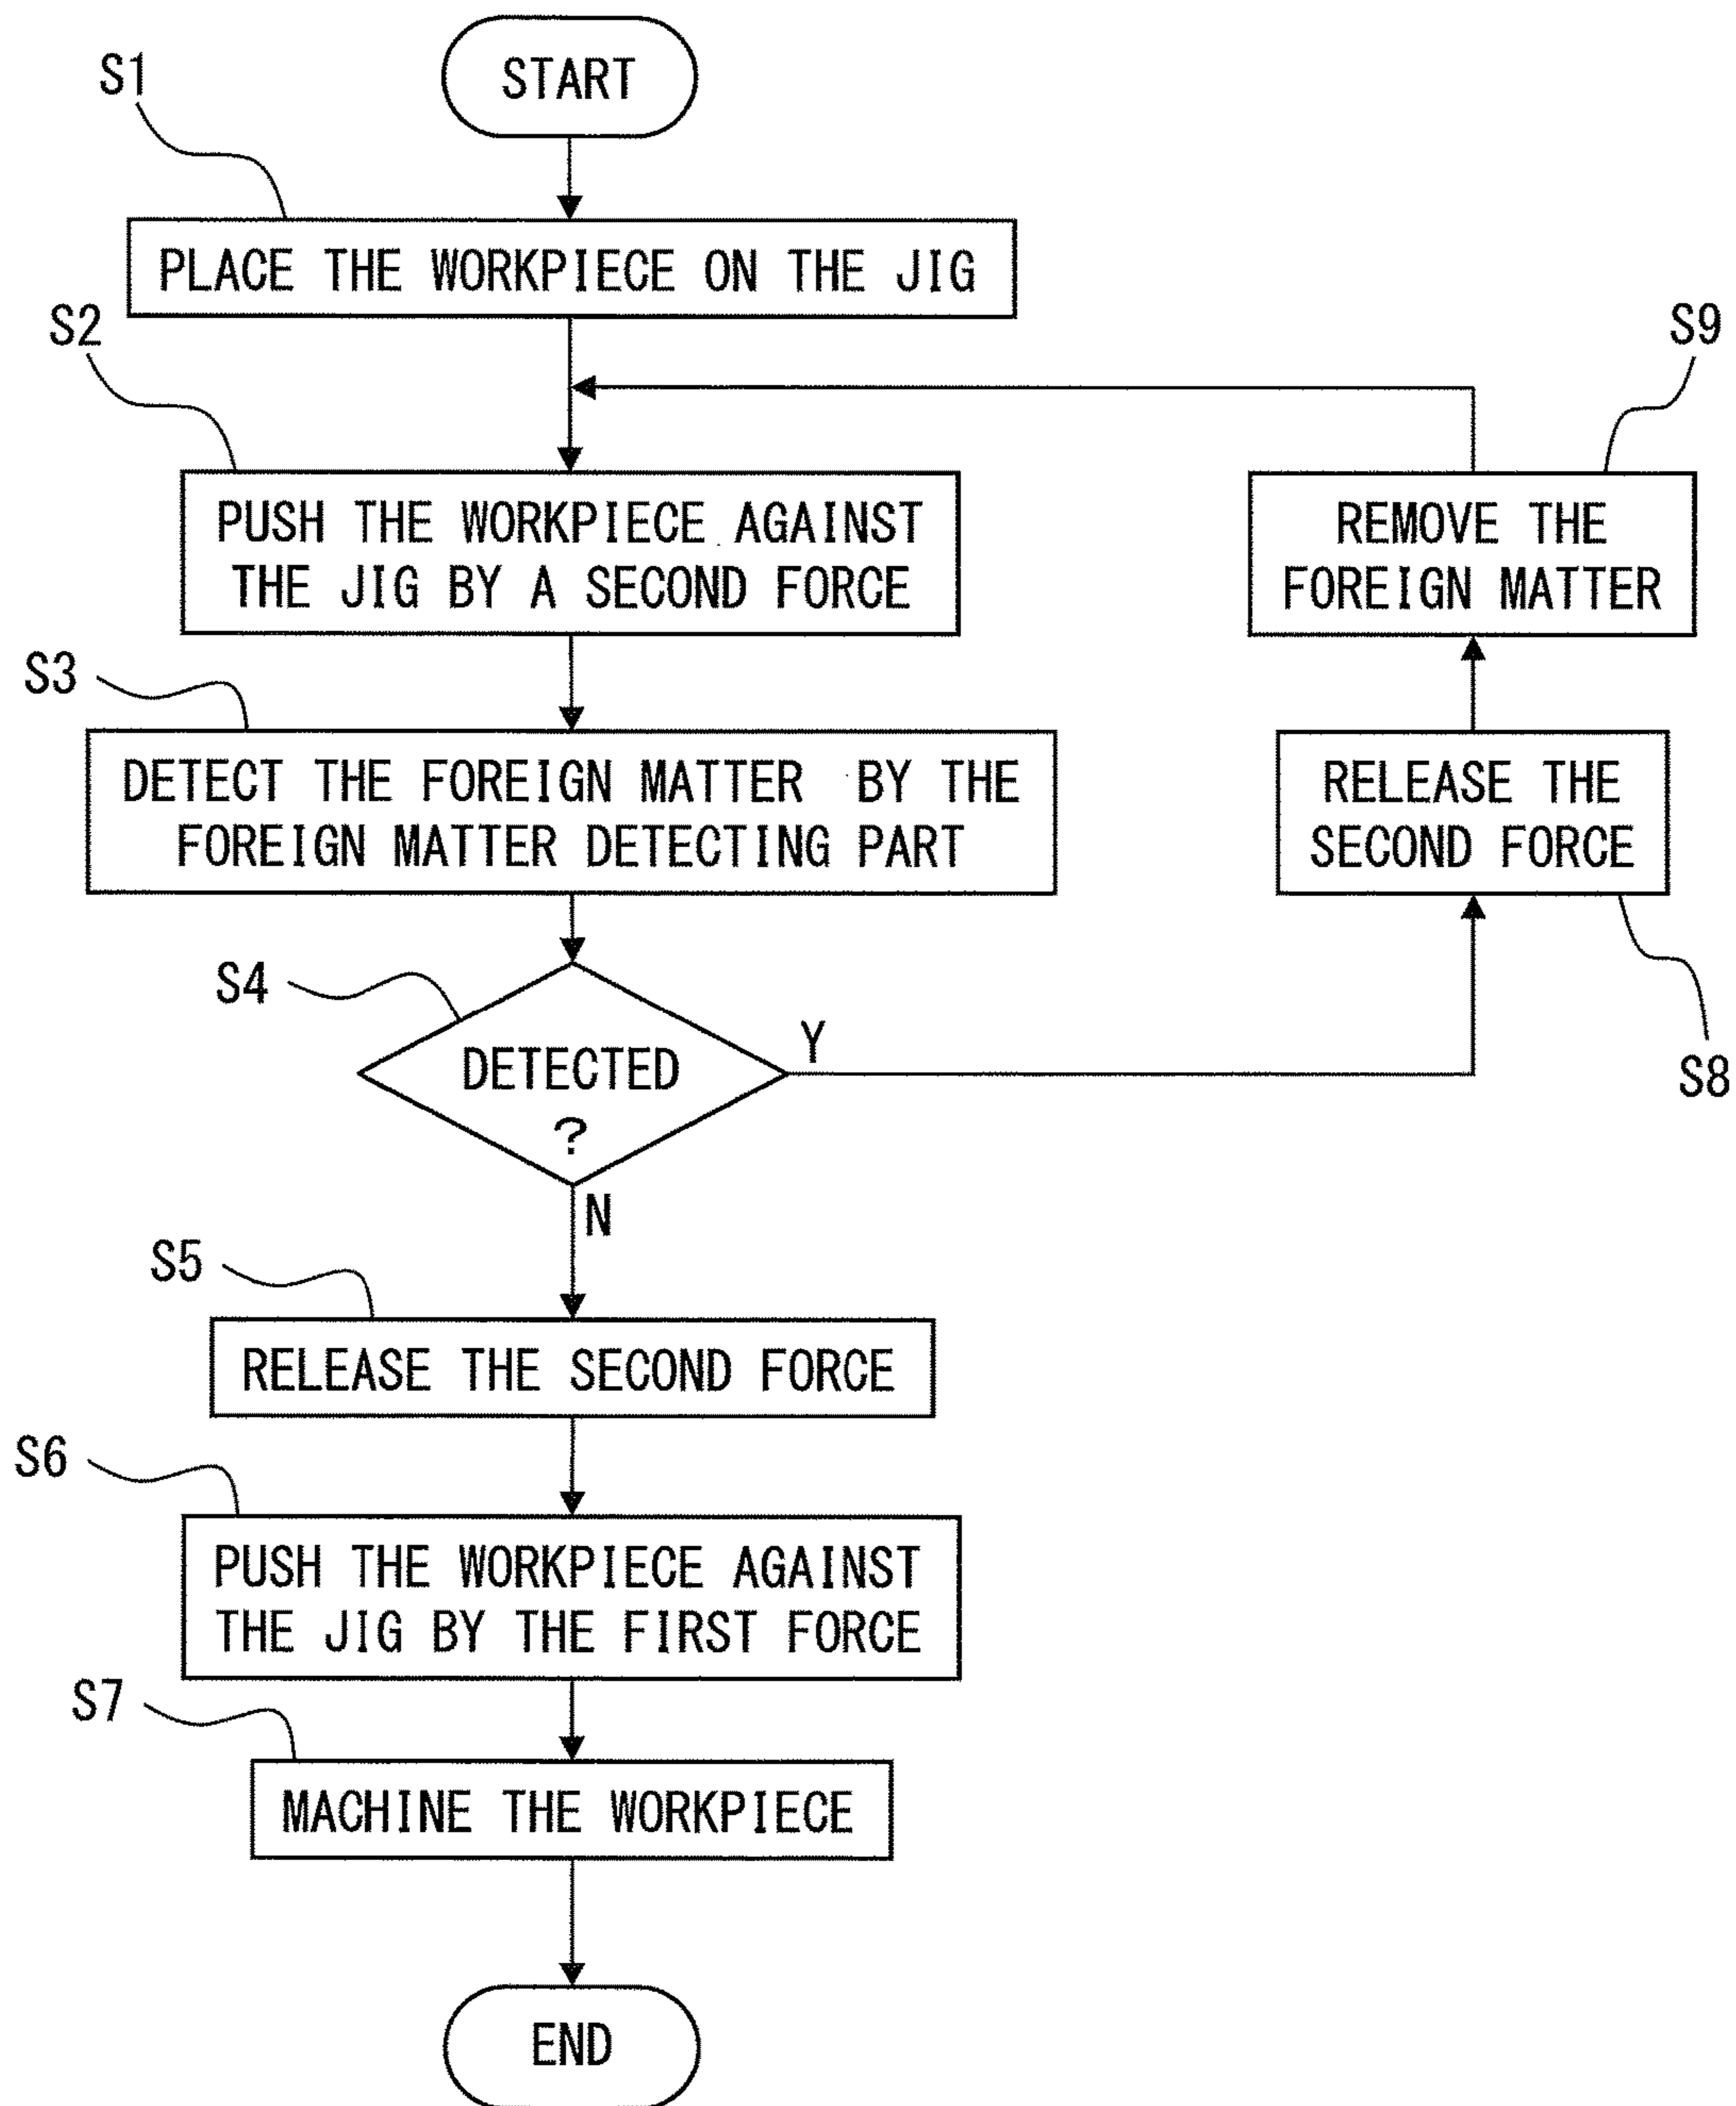 START
S1
PLACE THE WORKPIECE ON THE JIG
S2
PUSH THE WORKPIECE AGAINST
THE JIG BY A SECOND FORCE
S3
DETECT THE FOREIGN MATTER BY THE
FOREIGN MATTER DETECTING PART
S4
DETECTED
?
Y
N
S8
RELEASE THE
SECOND FORCE
S9
REMOVE THE
FOREIGN MATTER
S5
RELEASE THE SECOND FORCE
S6
PUSH THE WORKPIECE AGAINST
THE JIG BY THE FIRST FORCE
S7
MACHINE THE WORKPIECE
END